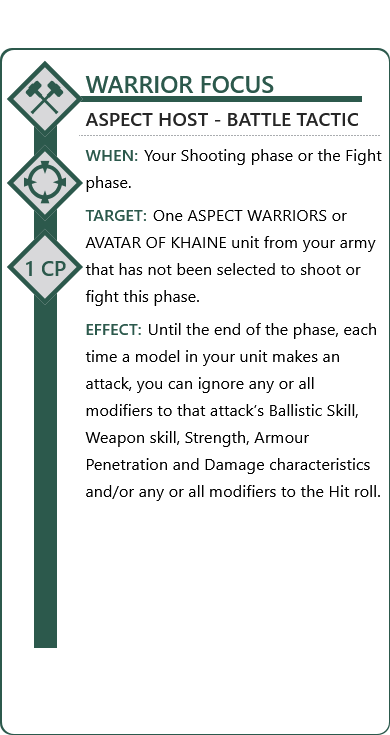 WARRIOR FOCUS
ASPECT HOST - BATTLE TACTIC
WHEN: Your Shooting phase or the Fight
phase.
TARGET: One ASPECT WARRIORS or
AVATAR OF KHAINE unit from your army
that has not been selected to shoot or
fight this phase.
1 CP
EFFECT: Until the end of the phase, each
time a model in your unit makes an
attack, you can ignore any or all
modifiers to that attack's Ballistic Skill,
Weapon skill, Strength, Armour
Penetration and Damage characteristics
and/or any or all modifiers to the Hit roll.